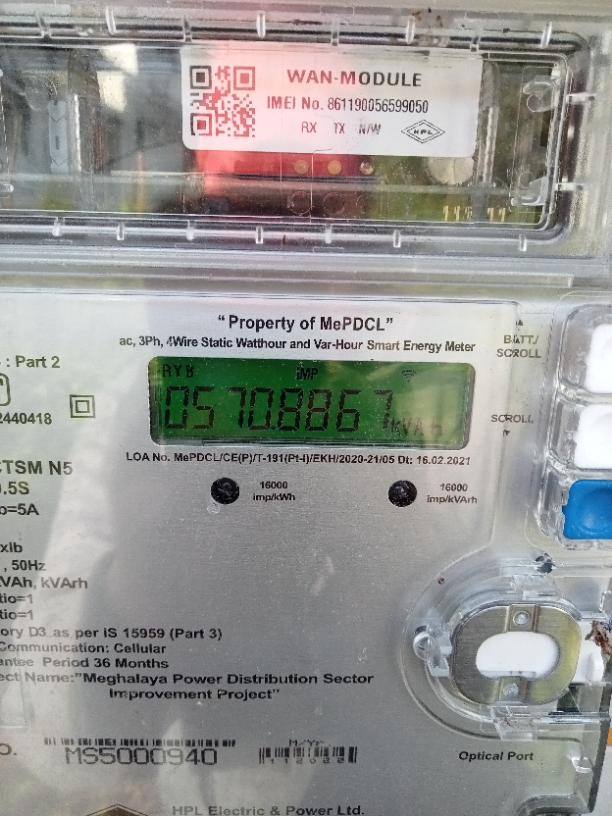 WAN-MODULE
IMEI No. 861190056599050
RX TX N/W
HPL
"Property of MePDCL"
ac, 3Ph, 4Wire Static Watthour and Var-Hour Smart Energy Meter
BATT/
SCROLL
: Part 2
RYB iMP
0570.8867 kVAh
2440418
SCROLL
LOA No. MePDCL/CE(P)/T-191(Pt-I)/EKH/2020-21/05 Dt: 16.02.2021
CTSM N5
0.5S
b=5A
16000
imp/kWh
16000
imp/kVArh
xIb
, 50Hz
VAh, kVArh
tio=1
tio=1
ory D3 as per IS 15959 (Part 3)
Communication: Cellular
antee Period 36 Months
ect Name:"Meghalaya Power Distribution Sector
Improvement Project"
O. MS5000940
M/Yr
112022
Optical Port
HPL Electric & Power Ltd.